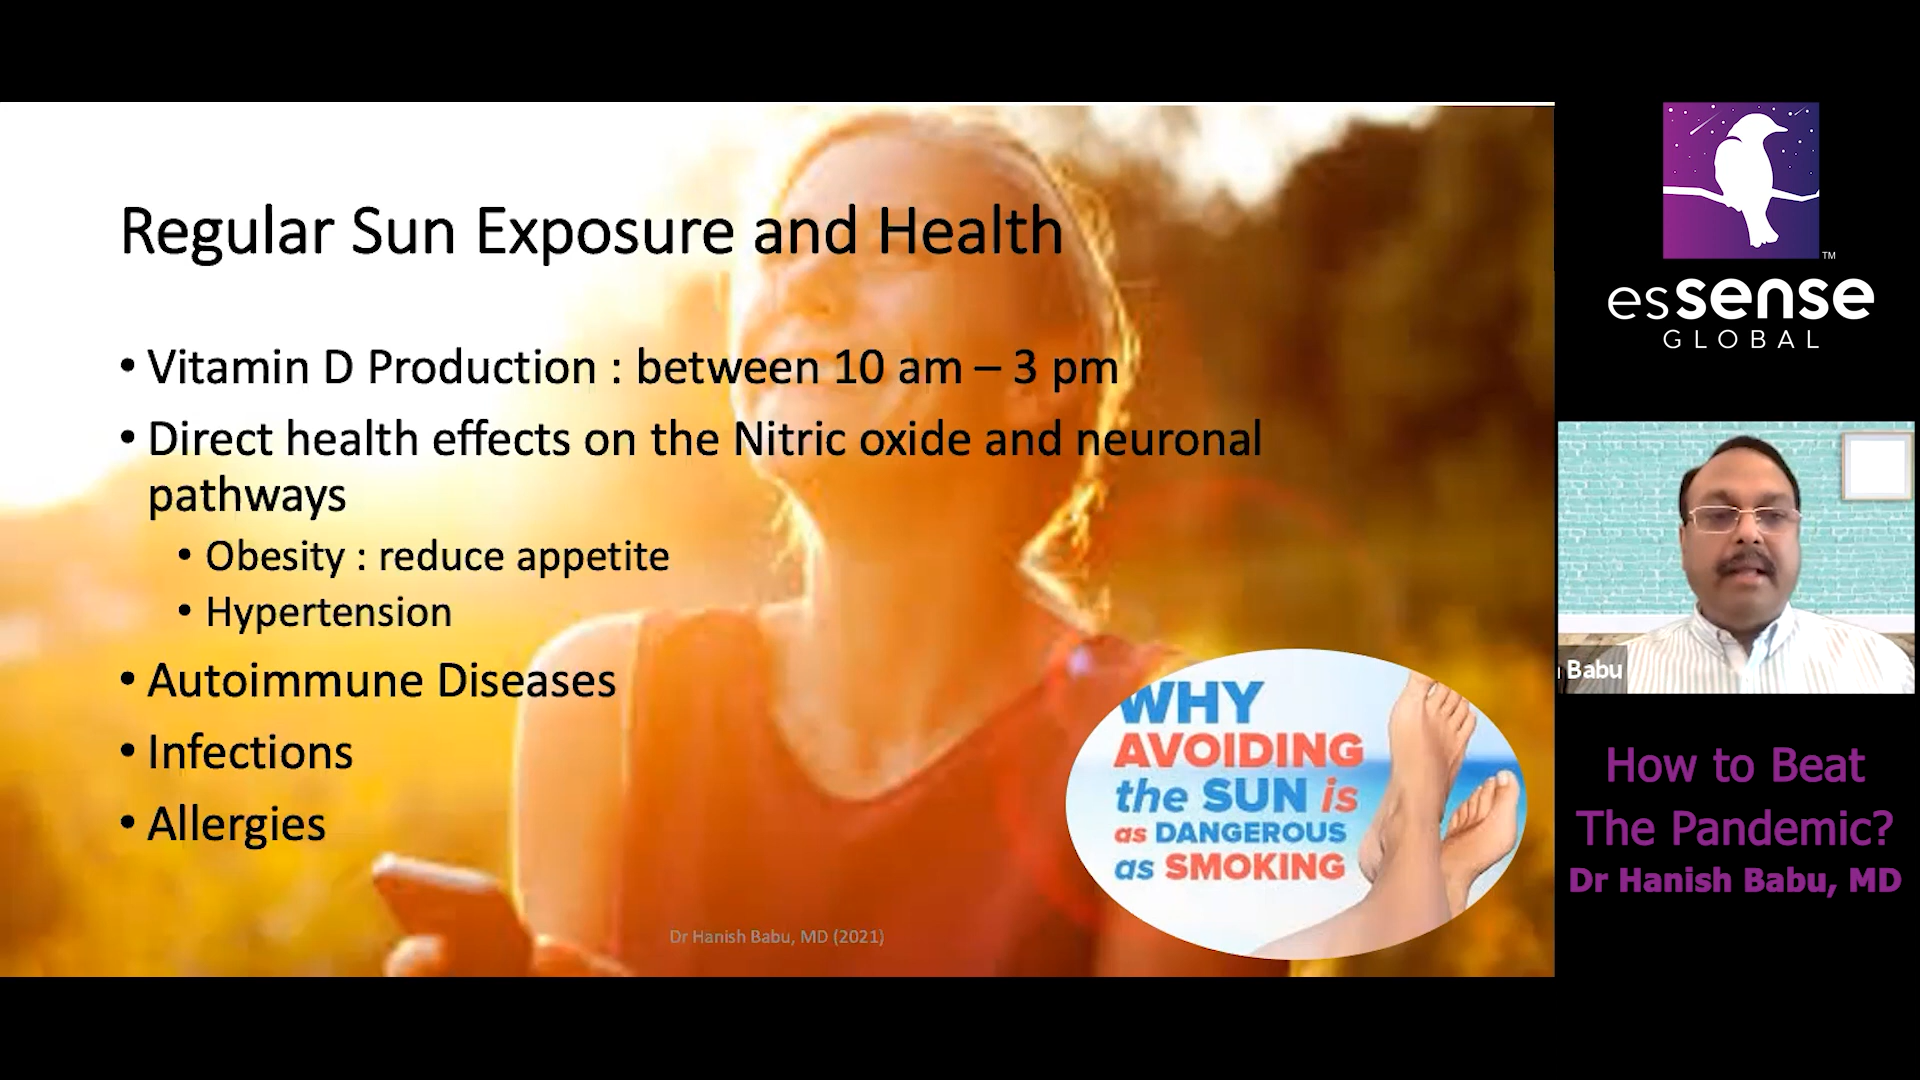 Regular Sun Exposure and Health
• Vitamin D Production : between 10 am – 3 pm
• Direct health effects on the Nitric oxide and neuronal
pathways
• Obesity : reduce appetite
• Hypertension
• Autoimmune Diseases
• Infections
• Allergies
WHY
AVOIDING
the SUN is
as DANGEROUS
as SMOKING
Dr Hanish Babu, MD (2021)
TM
esSense
GLOBAL
Babu
How to Beat
The Pandemic?
Dr Hanish Babu, MD